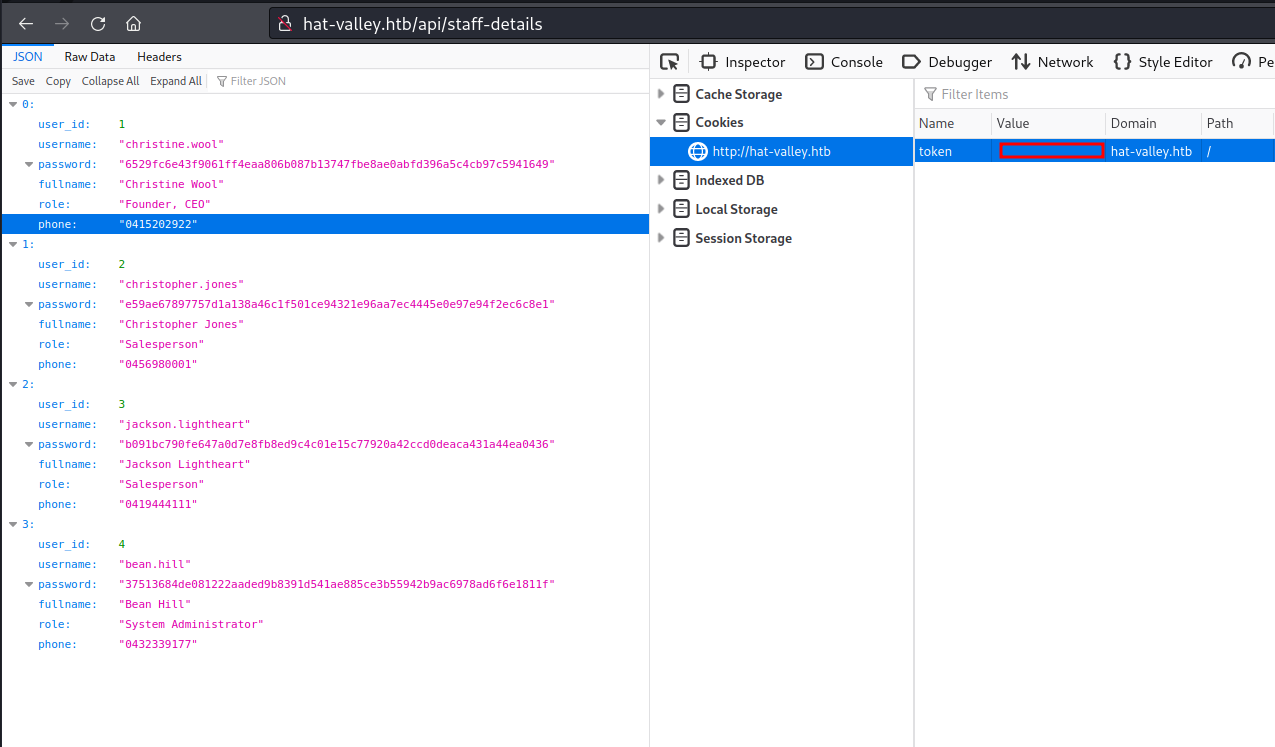 hat-valley.htb/api/staff-details
JSON Raw Data Headers
Save Copy Collapse All Expand All Filter JSON
0:
user_id: 1
username: "christine.wool"
password: "6529fc6e43f9061ff4eaa806b087b13747fbe8ae0abfd396a5c4cb97c5941649"
fullname: "Christine Wool"
role: "Founder, CEO"
phone: "0415202922"
1:
user_id: 2
username: "christopher.jones"
password: "e59ae67897757d1a138a46c1f501ce94321e96aa7ec4445e0e97e94f2ec6c8e1"
fullname: "Christopher Jones"
role: "Salesperson"
phone: "0456980001"
2:
user_id: 3
username: "jackson.lightheart"
password: "b091bc790fe647a0d7e8fb8ed9c4c01e15c77920a42ccd0deaca431a44ea0436"
fullname: "Jackson Lightheart"
role: "Salesperson"
phone: "0419444111"
3:
user_id: 4
username: "bean.hill"
password: "37513684de081222aaded9b8391d541ae885ce3b55942b9ac6978ad6f6e1811f"
fullname: "Bean Hill"
role: "System Administrator"
phone: "0432339177"
Inspector Console Debugger Network Style Editor Pe
Cache Storage
Cookies
http://hat-valley.htb
Indexed DB
Local Storage
Session Storage
Filter Items
Name Value Domain Path
token hat-valley.htb /